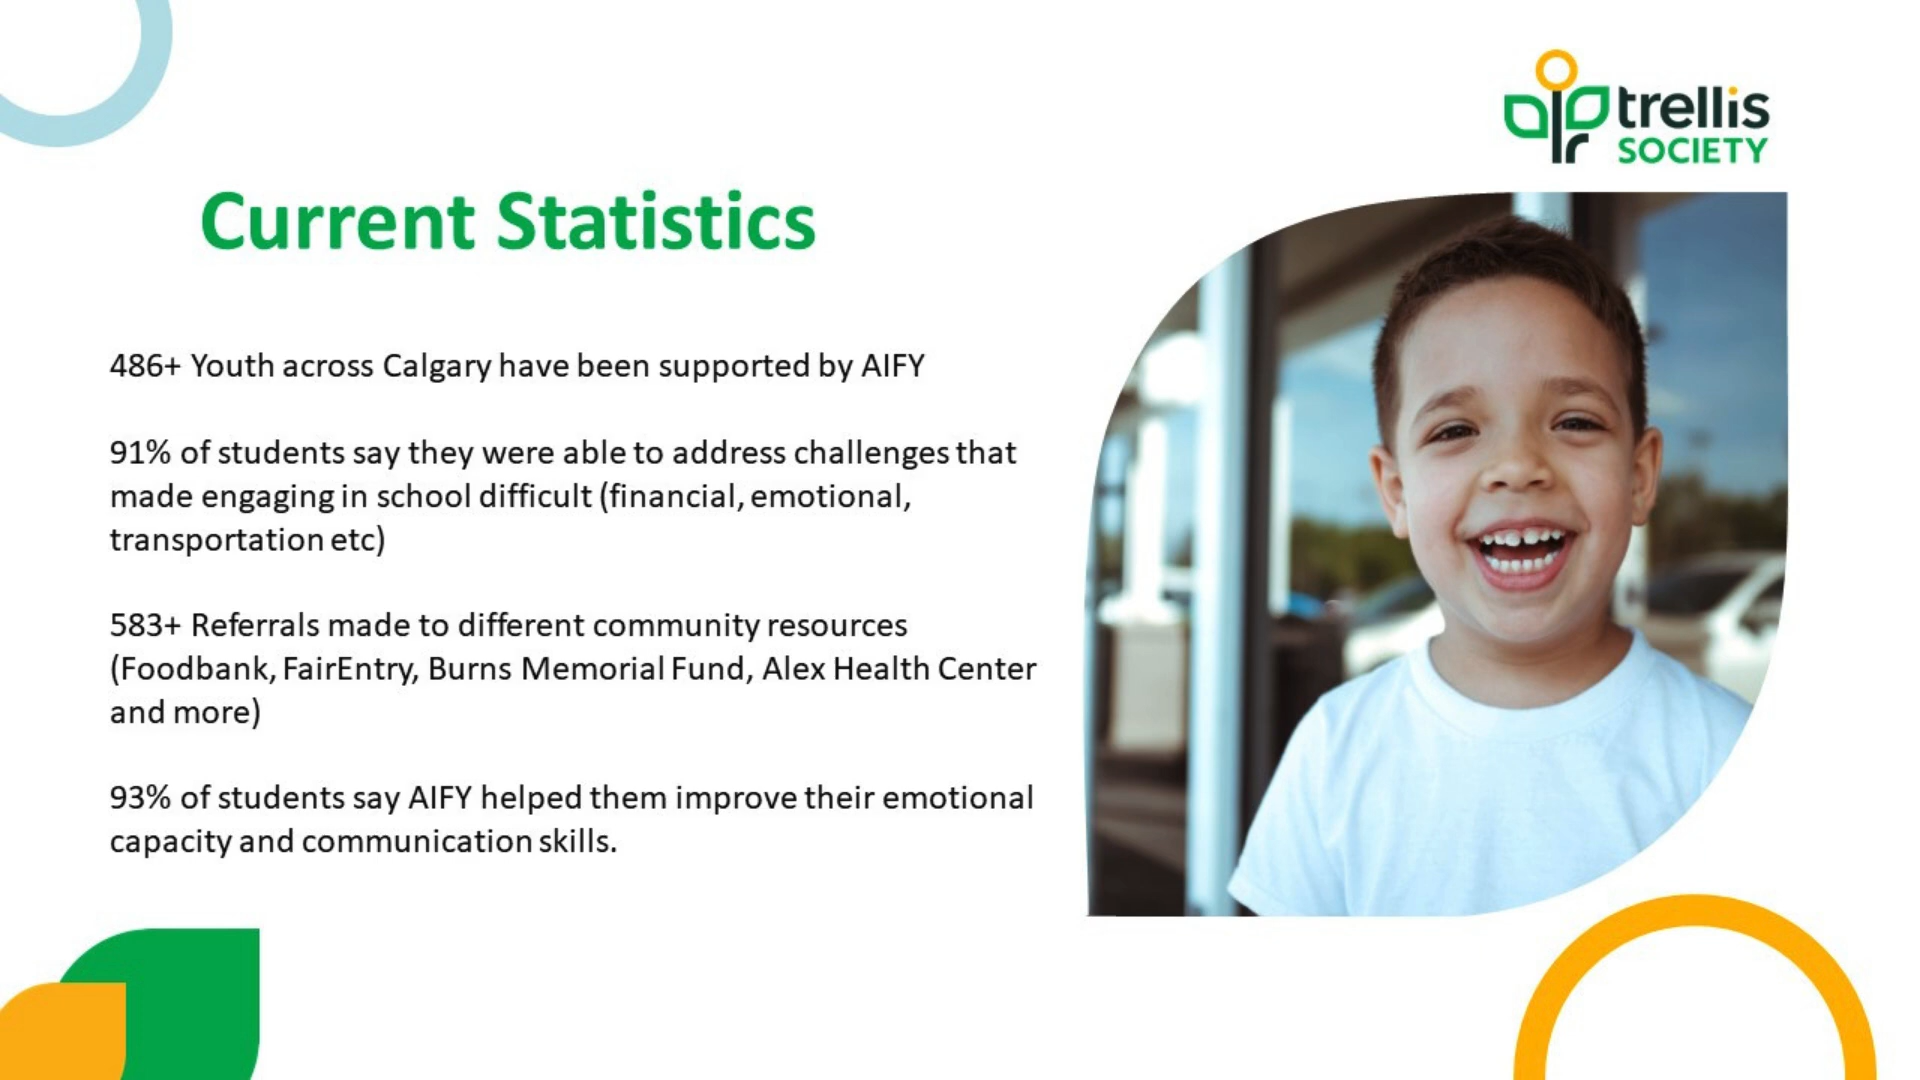 trellis
SOCIETY
Current Statistics
486+ Youth across Calgary have been supported by AIFY
91% of students say they were able to address challenges that
made engaging in school difficult (financial, emotional,
transportation etc)
583+ Referrals made to different community resources
(Foodbank, FairEntry, Burns Memorial Fund, Alex Health Center
and more)
93% of students say AIFY helped them improve their emotional
capacity and communication skills.